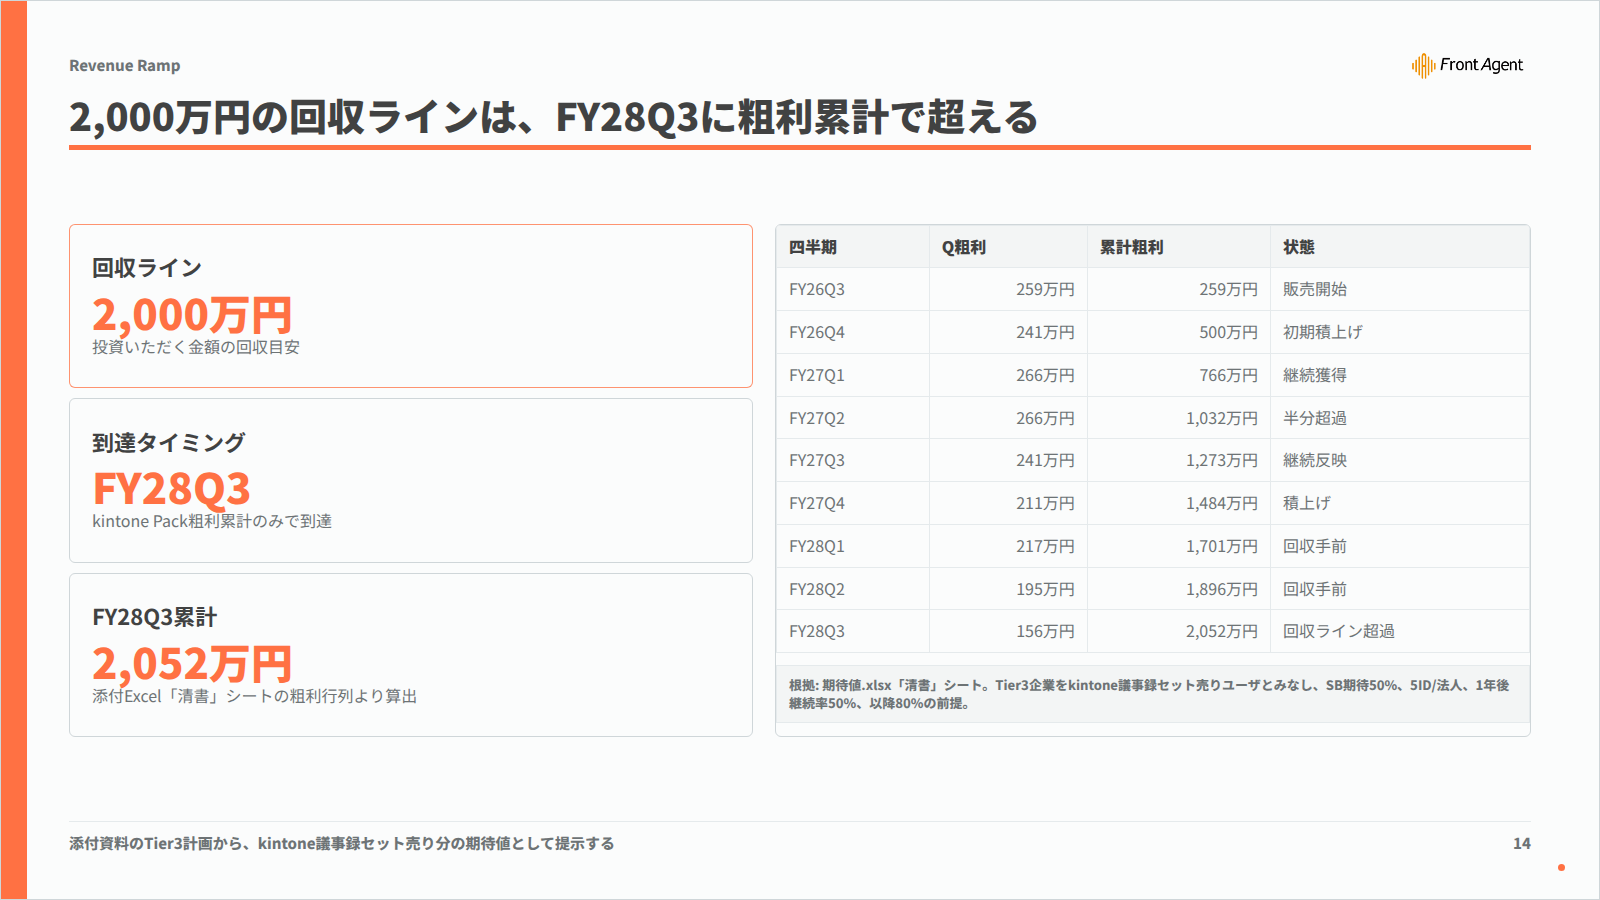 Revenue Ramp
Front Agent
2,000万円の回収ラインは、FY28Q3に粗利累計で超える
回収ライン
2,000万円
投資いただく金額の回収目安
到達タイミング
FY28Q3
kintone Pack粗利累計のみで到達
FY28Q3累計
2,052万円
添付Excel「清書」シートの粗利行列より算出
四半期 Q粗利 累計粗利 状態
FY26Q3 259万円 259万円 販売開始
FY26Q4 241万円 500万円 初期積上げ
FY27Q1 266万円 766万円 継続獲得
FY27Q2 266万円 1,032万円 半分超過
FY27Q3 241万円 1,273万円 継続反映
FY27Q4 211万円 1,484万円 積上げ
FY28Q1 217万円 1,701万円 回収手前
FY28Q2 195万円 1,896万円 回収手前
FY28Q3 156万円 2,052万円 回収ライン超過
根拠: 期待値.xlsx「清書」シート。Tier3企業をkintone議事録セット売りユーザとみなし、SB期待50%、5ID/法人、1年後
継続率50%、以降80%の前提。
添付資料のTier3計画から、kintone議事録セット売り分の期待値として提示する
14